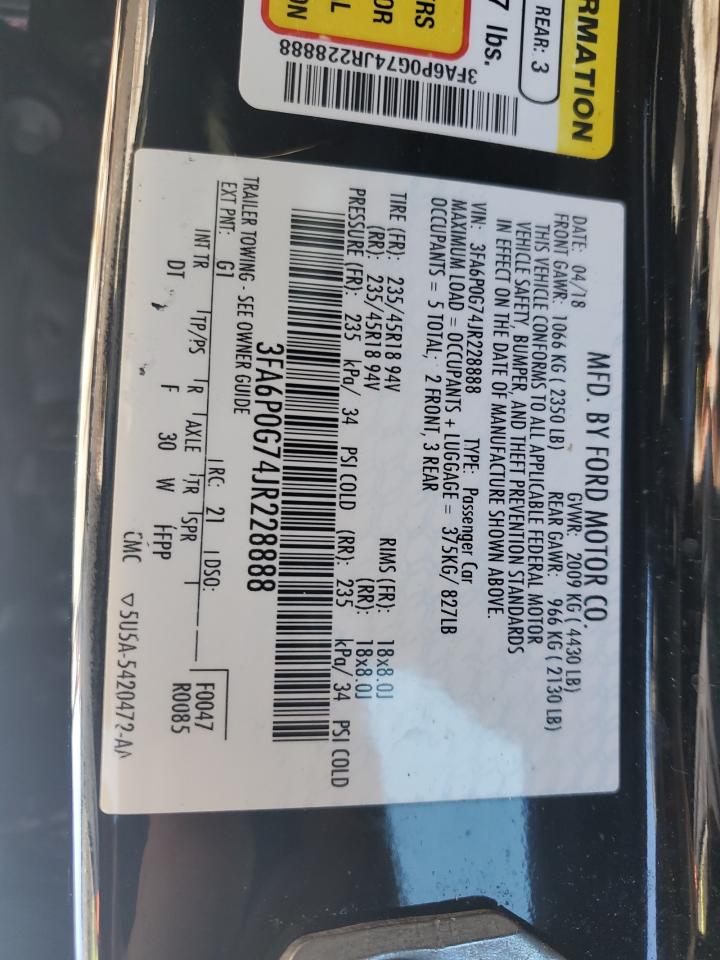 RMATION
REAR: 3
7 lbs.
3FA6P0G74JR228888
MFD. BY FORD MOTOR CO.
DATE: 04/18 GVWR: 2009 KG ( 4430 LB)
FRONT GAWR: 1066 KG ( 2350 LB) REAR GAWR: 966 KG ( 2130 LB)
THIS VEHICLE CONFORMS TO ALL APPLICABLE FEDERAL MOTOR
VEHICLE SAFETY, BUMPER, AND THEFT PREVENTION STANDARDS
IN EFFECT ON THE DATE OF MANUFACTURE SHOWN ABOVE.
VIN: 3FA6P0G74JR228888 TYPE: Passenger Car
MAXIMUM LOAD = OCCUPANTS + LUGGAGE = 375KG/ 827LB
OCCUPANTS = 5 TOTAL; 2 FRONT, 3 REAR
TIRE (FR): 235/45R18 94V RIMS (FR): 18x8.0J
(RR): 235/45R18 94V (RR): 18x8.0J
PRESSURE (FR): 235 kPa/ 34 PSI COLD (RR): 235 kPa/ 34 PSI COLD
3FA6P0G74JR228888
TRAILER TOWING - SEE OWNER GUIDE
EXT PNT: G1 RC: 21 DSO: F0047
INT TR TP/PS R AXLE TR SPR R0085
DT F 30 W FFPP
CMC ▽5U5A-5420472-AA